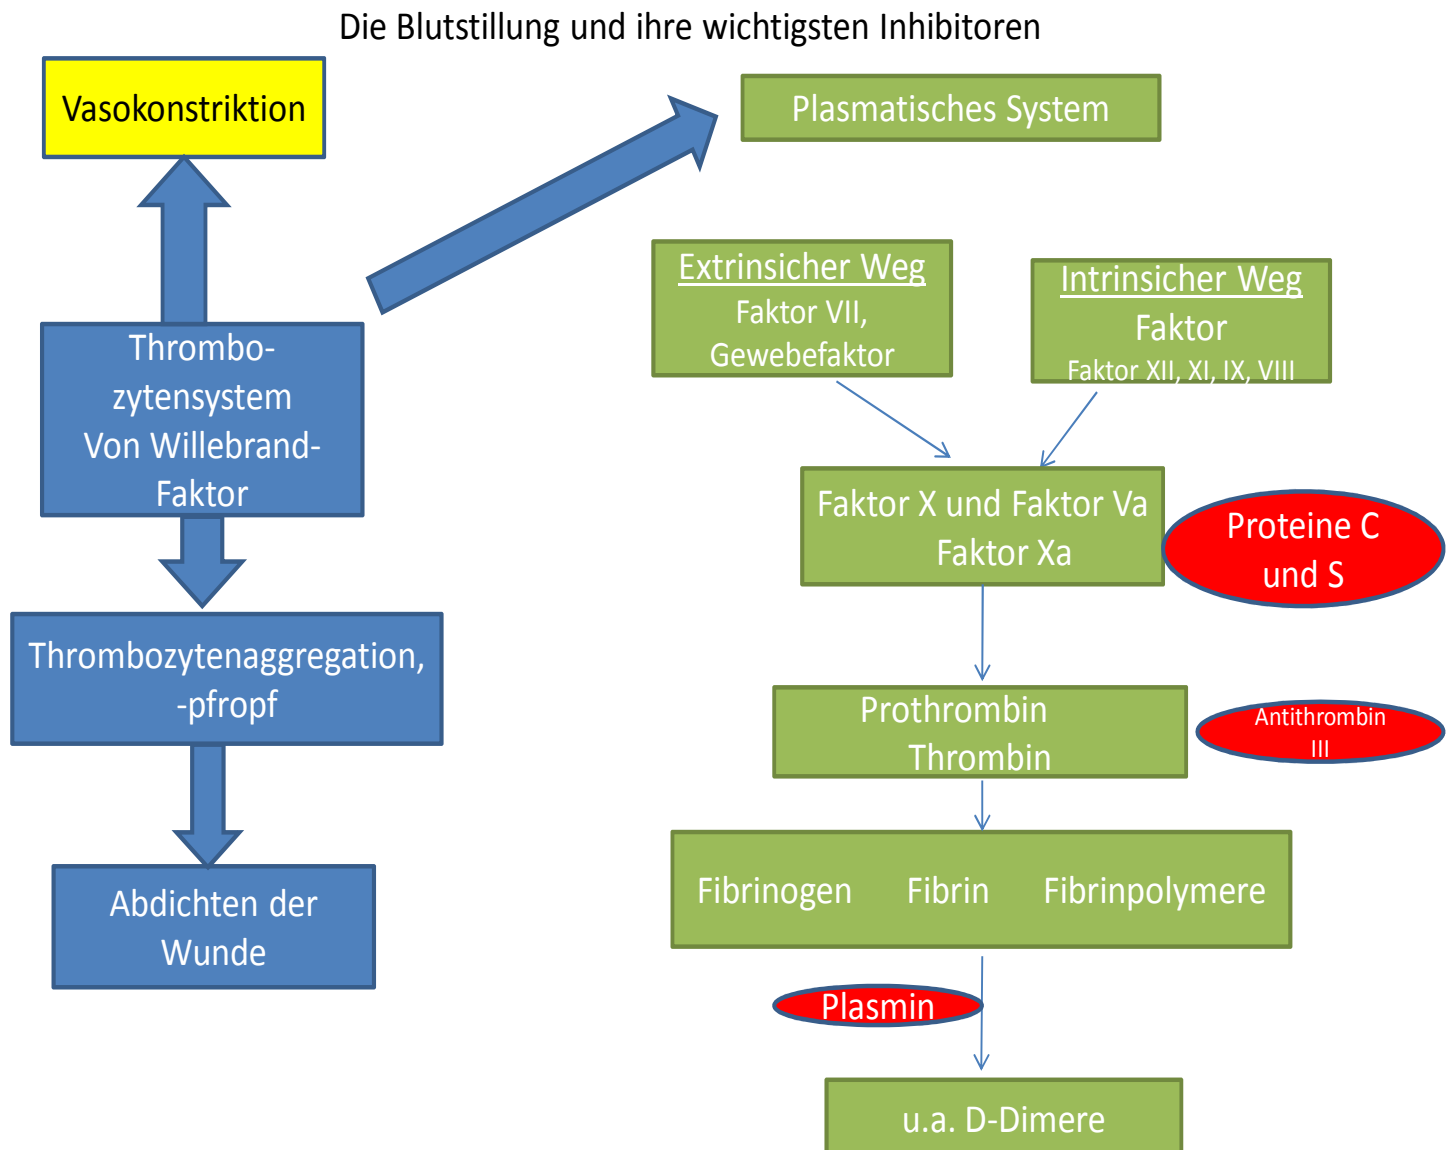 Die Blutstillung und ihre wichtigsten Inhibitoren
Vasokonstriktion
Thrombo-
zytensystem
Von Willebrand-
Faktor
Thrombozytenaggregation,
-pfropf
Abdichten der
Wunde
Plasmatisches System
Extrinsicher Weg
Faktor VII,
Gewebefaktor
Intrinsicher Weg
Faktor
Faktor XII, XI, IX, VIII
Faktor X und Faktor Va
Faktor Xa
Proteine C
und S
Prothrombin
Thrombin
Antithrombin
III
Fibrinogen Fibrin Fibrinpolymere
Plasmin
u.a. D-Dimere